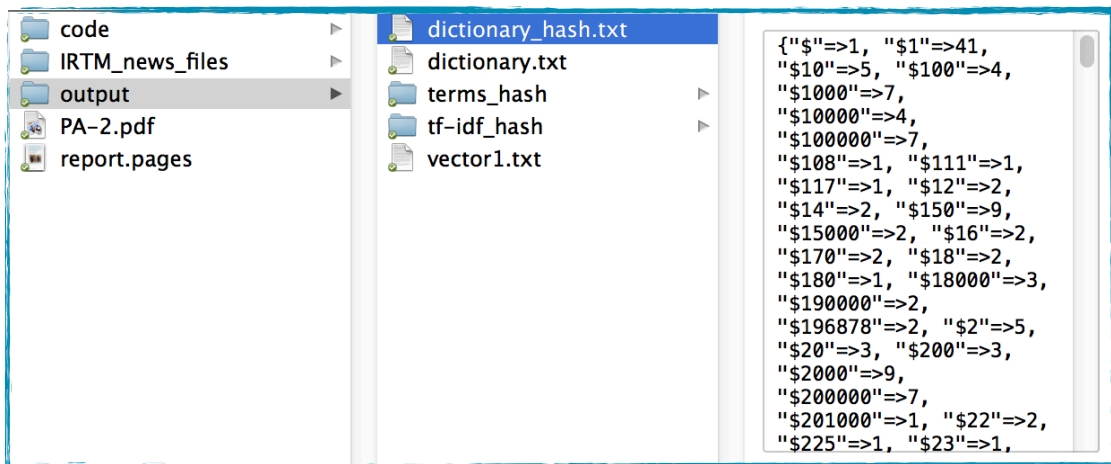 code
IRTM_news_files
output
PA-2.pdf
report.pages
dictionary_hash.txt
dictionary.txt
terms_hash
tf-idf_hash
vector1.txt
{"$"=>1, "$1"=>41,
"$10"=>5, "$100"=>4,
"$1000"=>7,
"$10000"=>4,
"$100000"=>7,
"$108"=>1, "$111"=>1,
"$117"=>1, "$12"=>2,
"$14"=>2, "$150"=>9,
"$15000"=>2, "$16"=>2,
"$170"=>2, "$18"=>2,
"$180"=>1, "$18000"=>3,
"$190000"=>2,
"$196878"=>2, "$2"=>5,
"$20"=>3, "$200"=>3,
"$2000"=>9,
"$200000"=>7,
"$201000"=>1, "$22"=>2,
"$225"=>1, "$23"=>1,